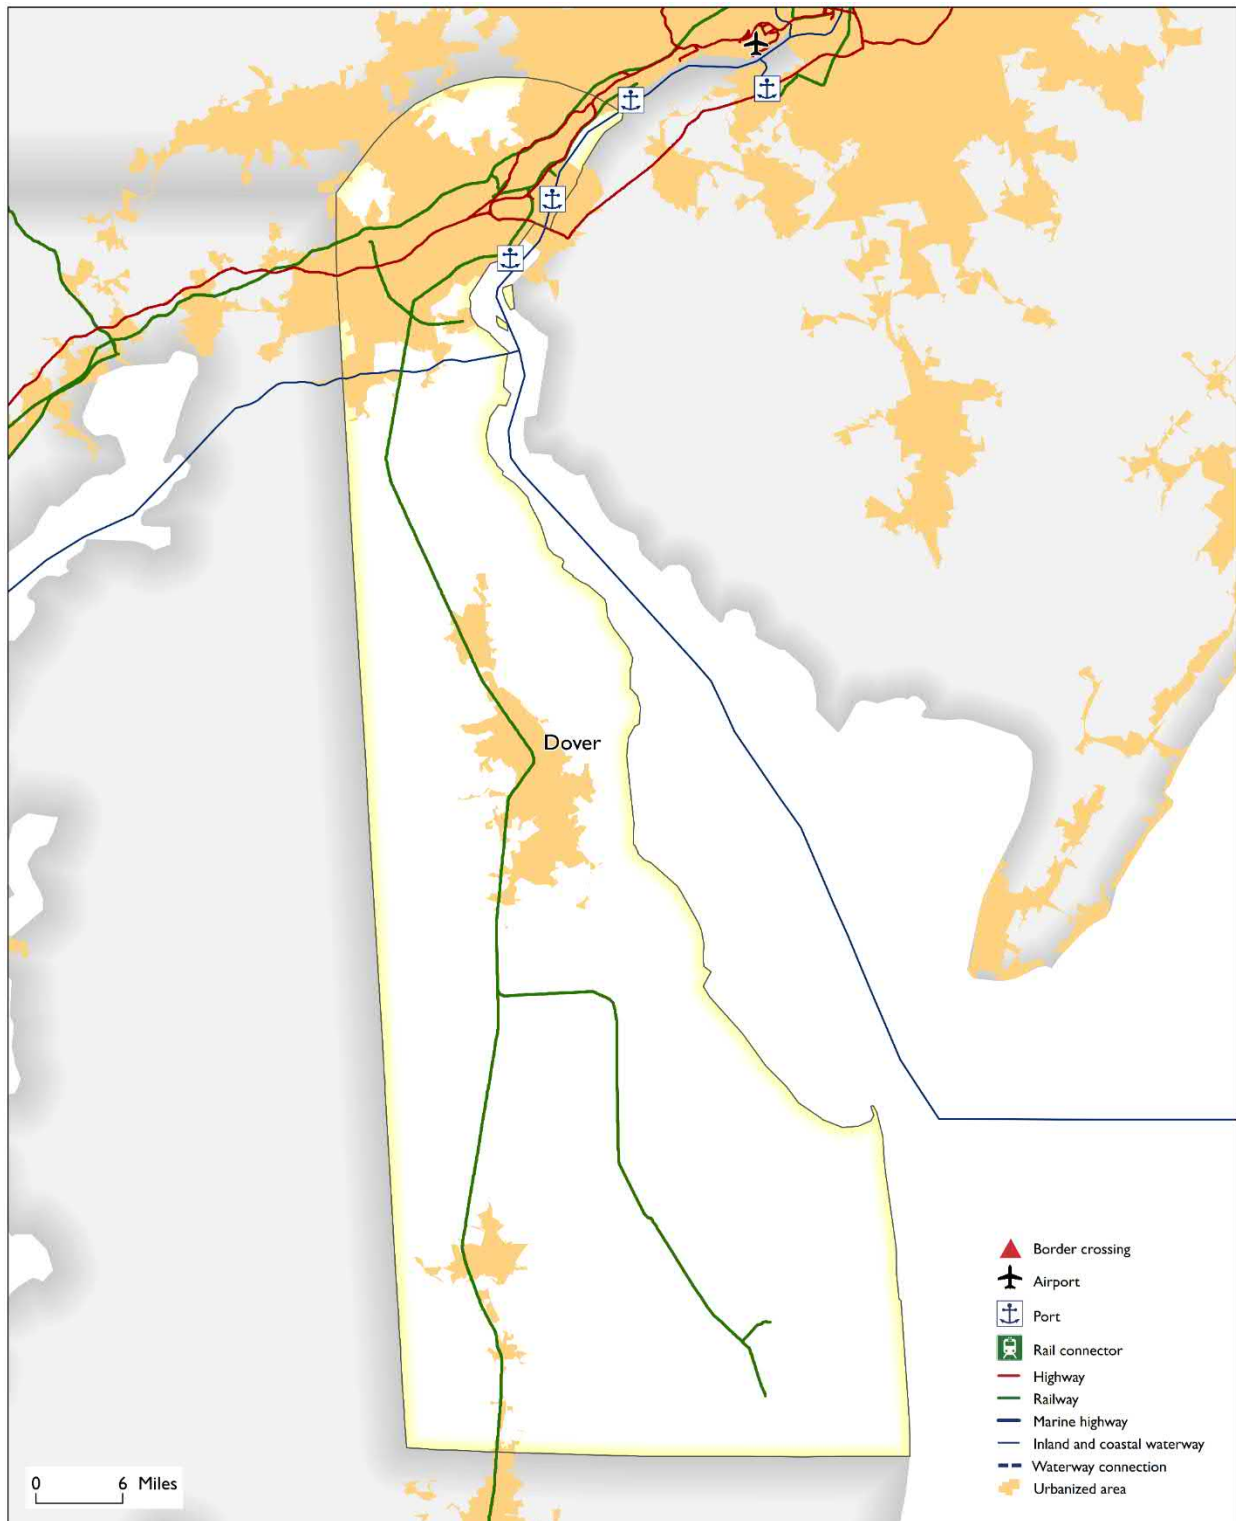 Dover
Border crossing
Airport
Port
Rail connector
Highway
Railway
Marine highway
Inland and coastal waterway
Waterway connection
Urbanized area
0 6 Miles